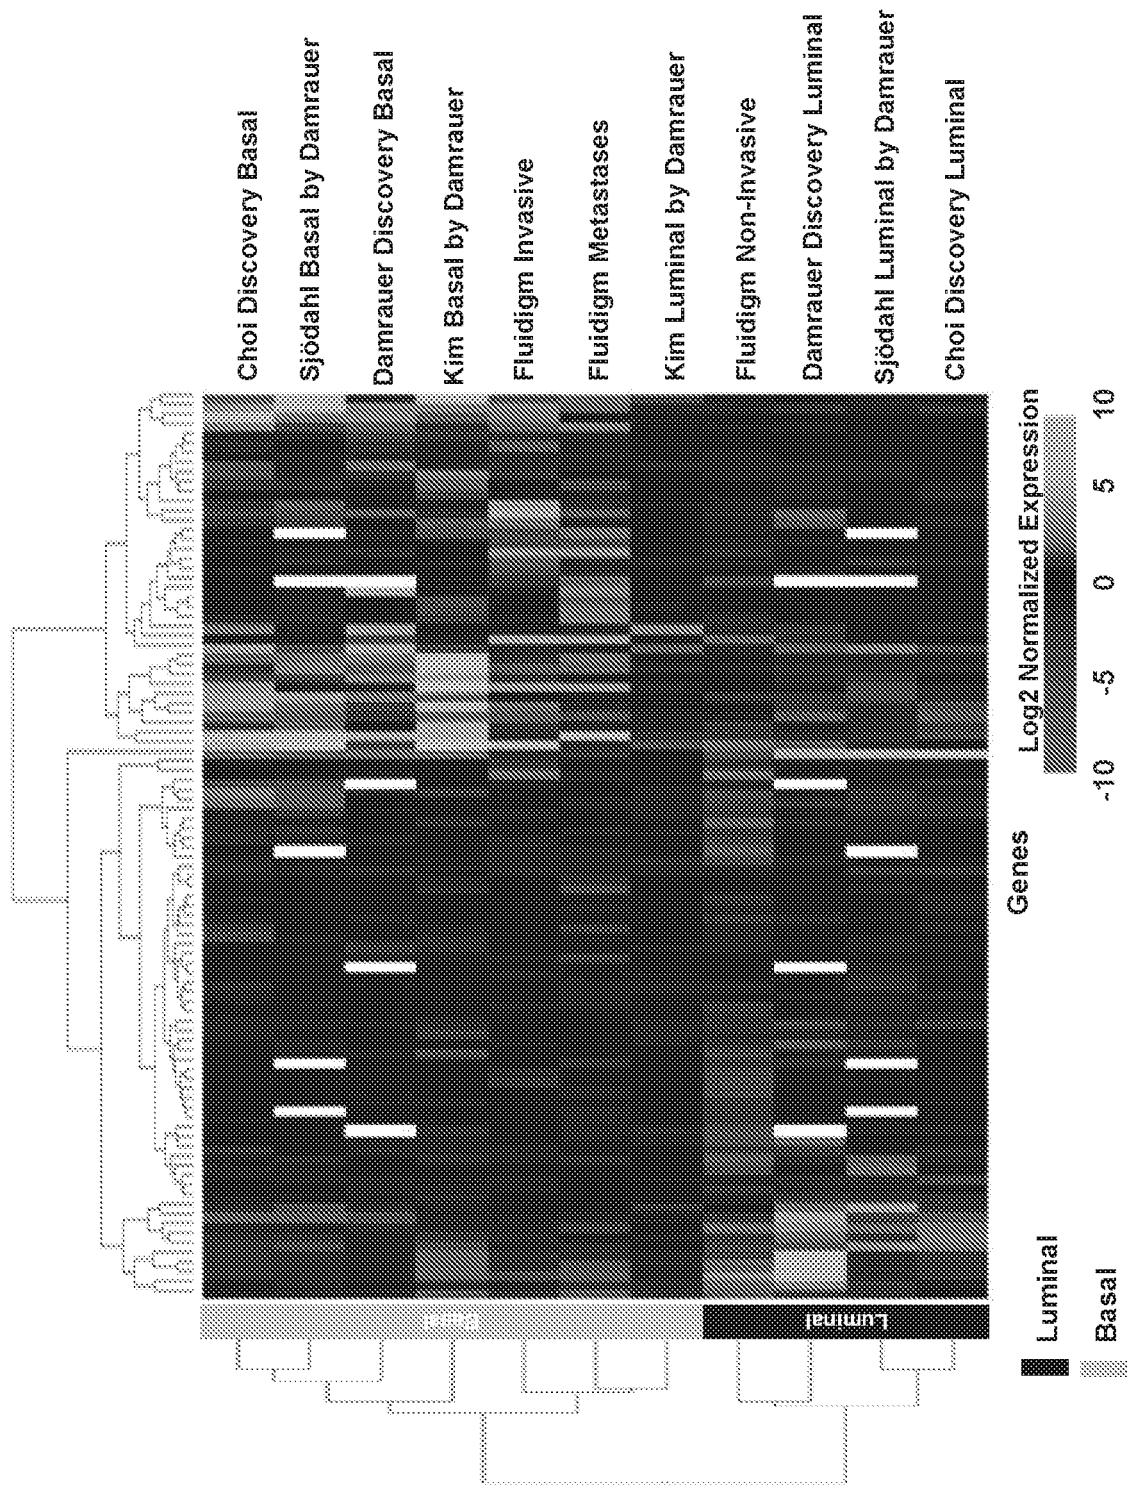 Choi Discovery Basal
Sjödahl Basal by Damrauer
Damrauer Discovery Basal
Kim Basal by Damrauer
Fluidigm Invasive
Fluidigm Metastases
Kim Luminal by Damrauer
Fluidigm Non-Invasive
Damrauer Discovery Luminal
Sjödahl Luminal by Damrauer
Choi Discovery Luminal
Basal
Luminal
Genes
Log2 Normalized Expression
-10 -5 0 5 10
Luminal
Basal